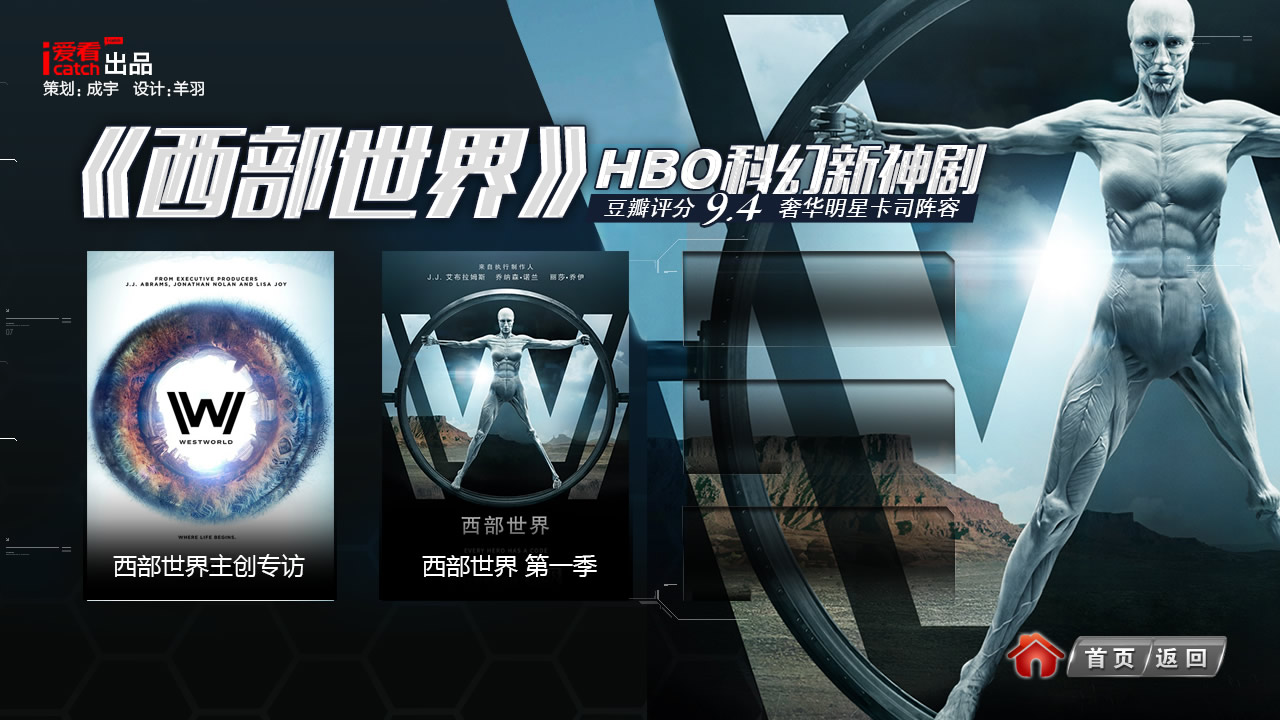 i爱看
catch 出品
策划: 成宇 设计:羊羽
《西部世界》
HBO科幻新神剧
豆瓣评分 9.4 奢华明星卡司阵容
FROM EXECUTIVE PRODUCERS
J.J. ABRAMS, JONATHAN NOLAN AND LISA JOY
W
WESTWORLD
WHERE LIFE BEGINS.
西部世界主创专访
来自执行制作人
J.J. 艾布拉姆斯 乔纳森·诺兰 丽莎·乔伊
西部世界
西部世界 第一季
07
首页 返回